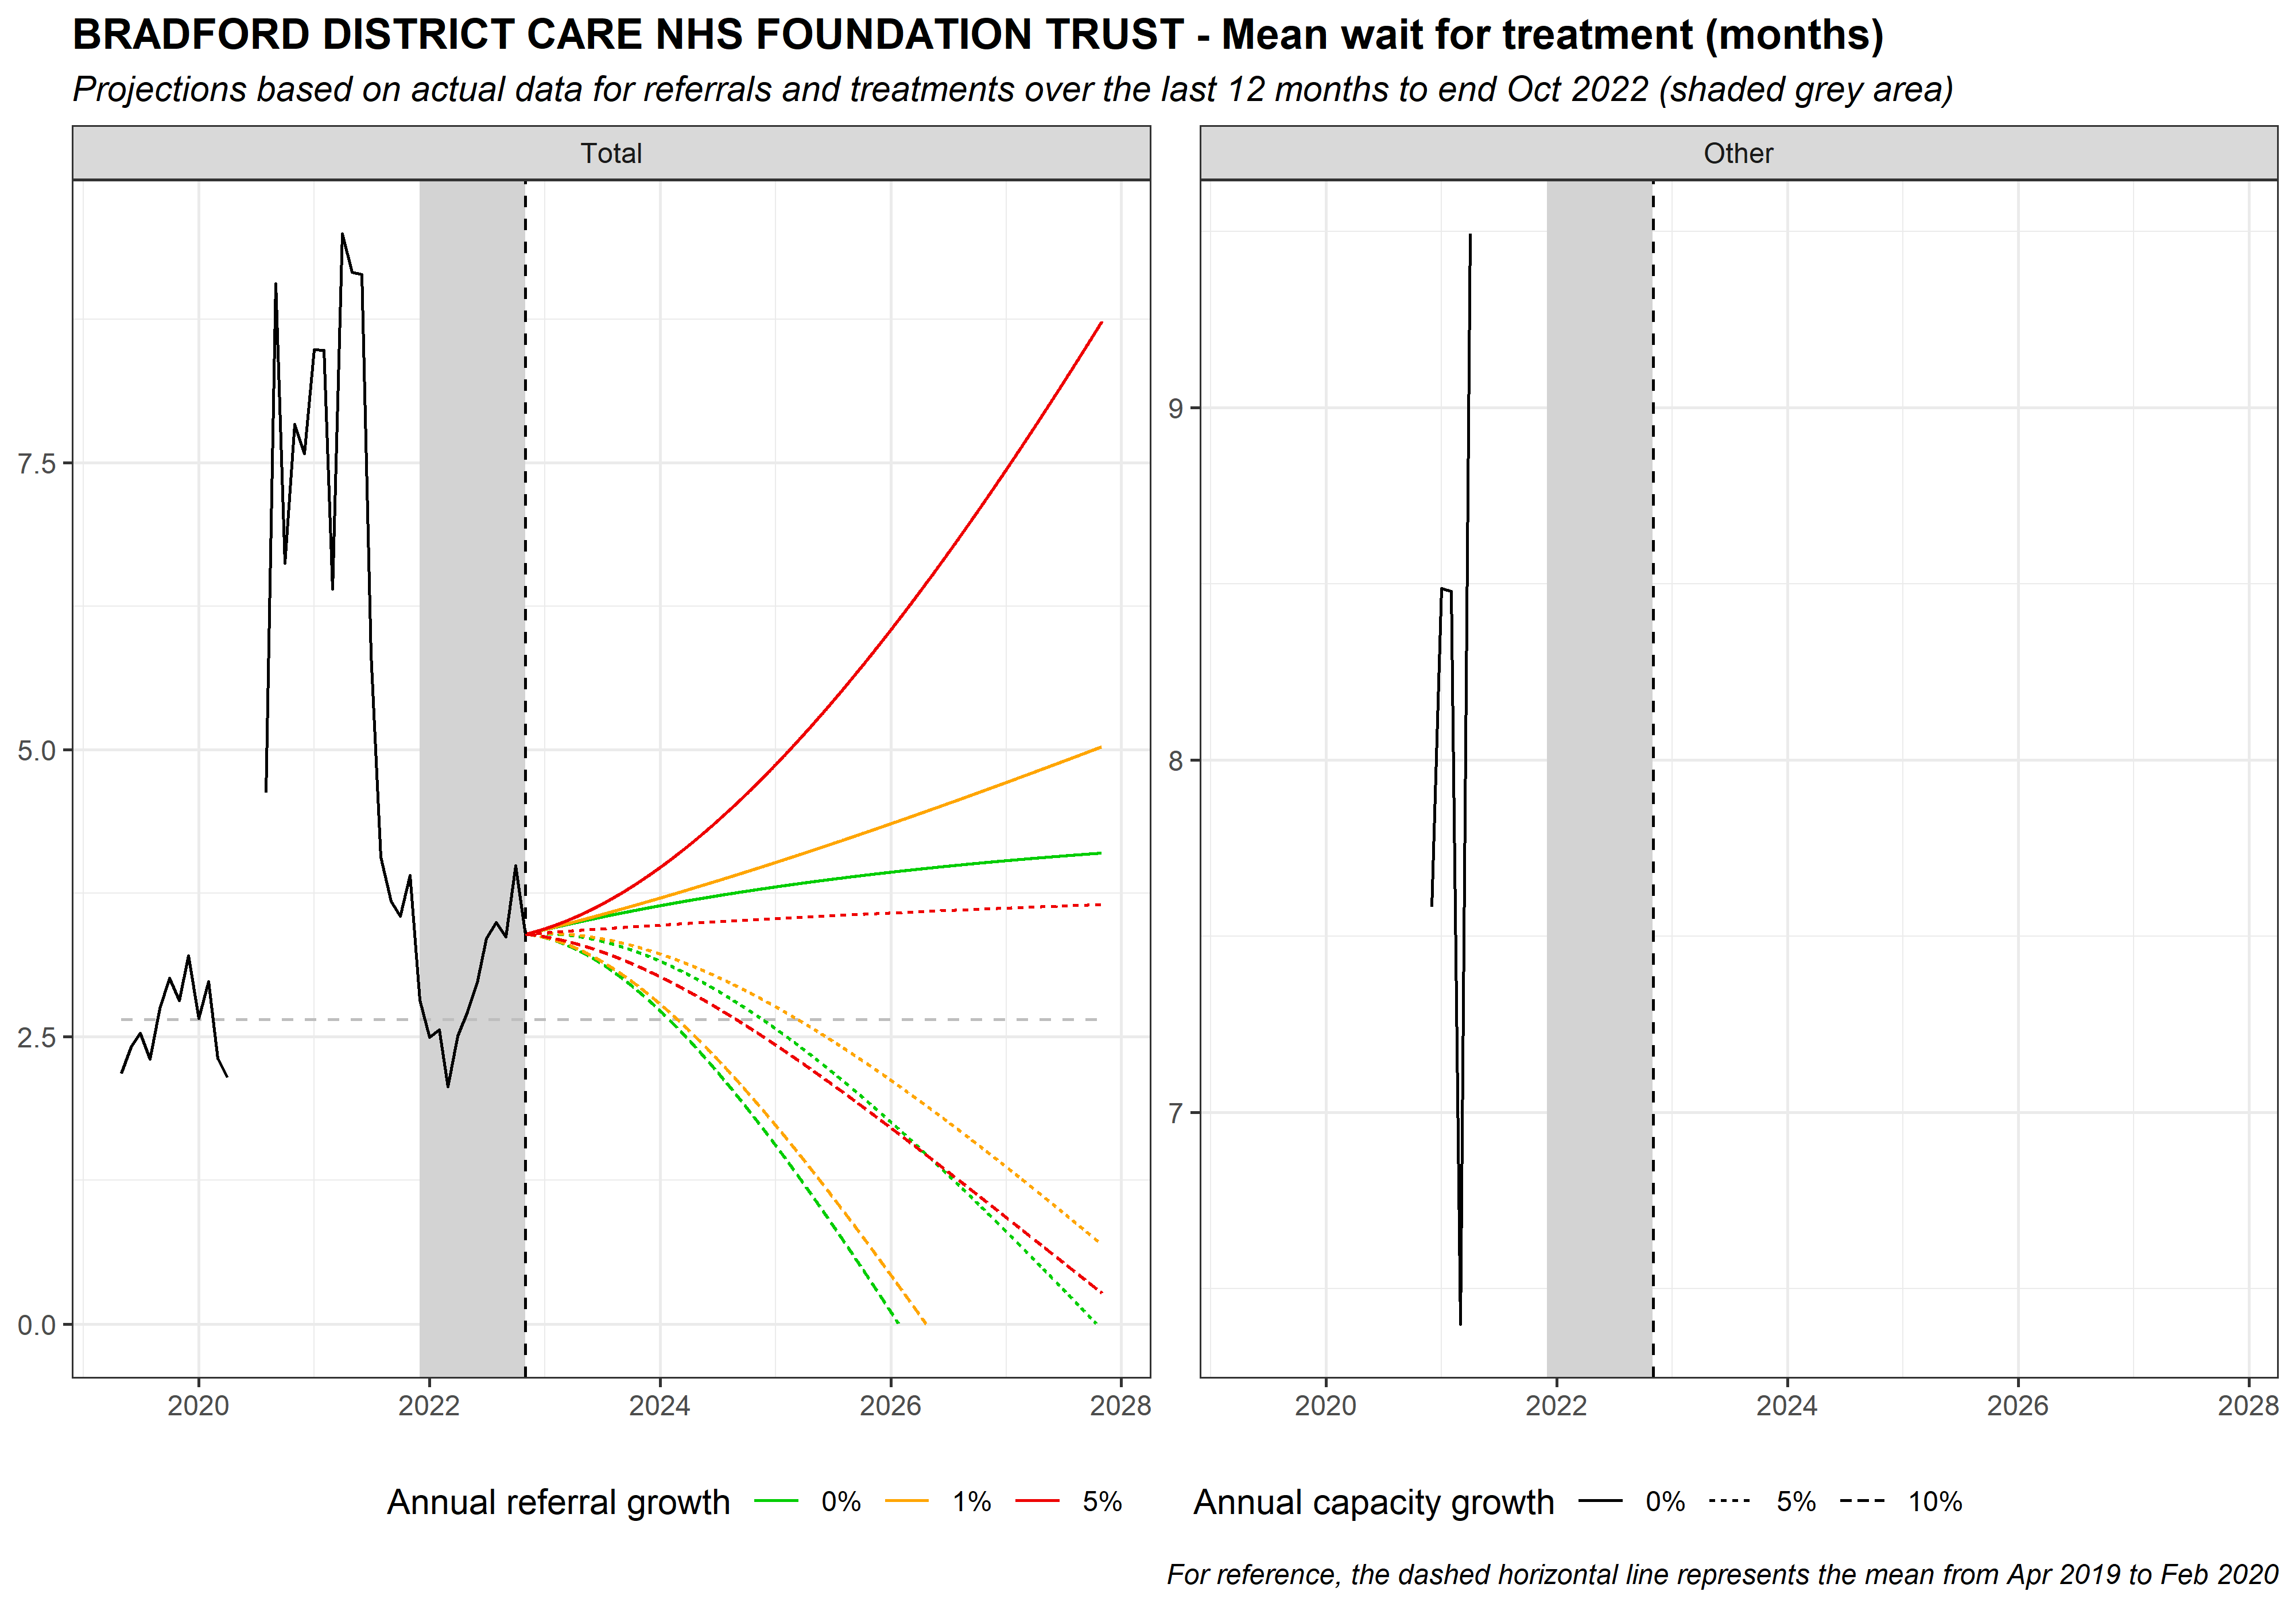 BRADFORD DISTRICT CARE NHS FOUNDATION TRUST - Mean wait for treatment (months)
Projections based on actual data for referrals and treatments over the last 12 months to end Oct 2022 (shaded grey area)
Total
Other
7.5
5.0
2.5
0.0
9
8
7
2020 2022 2024 2026 2028
2020 2022 2024 2026 2028
Annual referral growth 0% 1% 5%
Annual capacity growth 0% 5% 10%
For reference, the dashed horizontal line represents the mean from Apr 2019 to Feb 2020